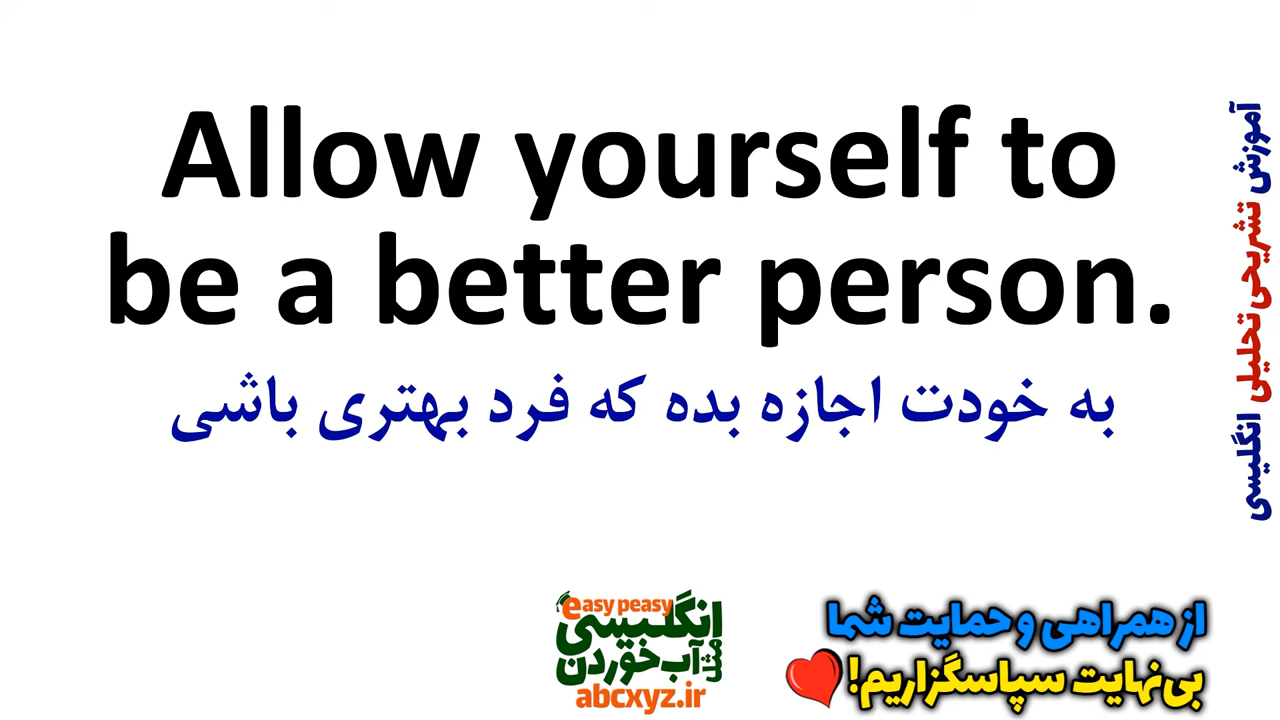 Allow yourself to
be a better person.
به خودت اجازه بده که فرد بهتری باشی
آموزش تشریحی تحلیلی انگلیسی
easy peasy
انگلیسی
مثل آب خوردن
abcxyz.ir
از همراهی و حمایت شما
بی‌نهایت سپاسگزاریم!